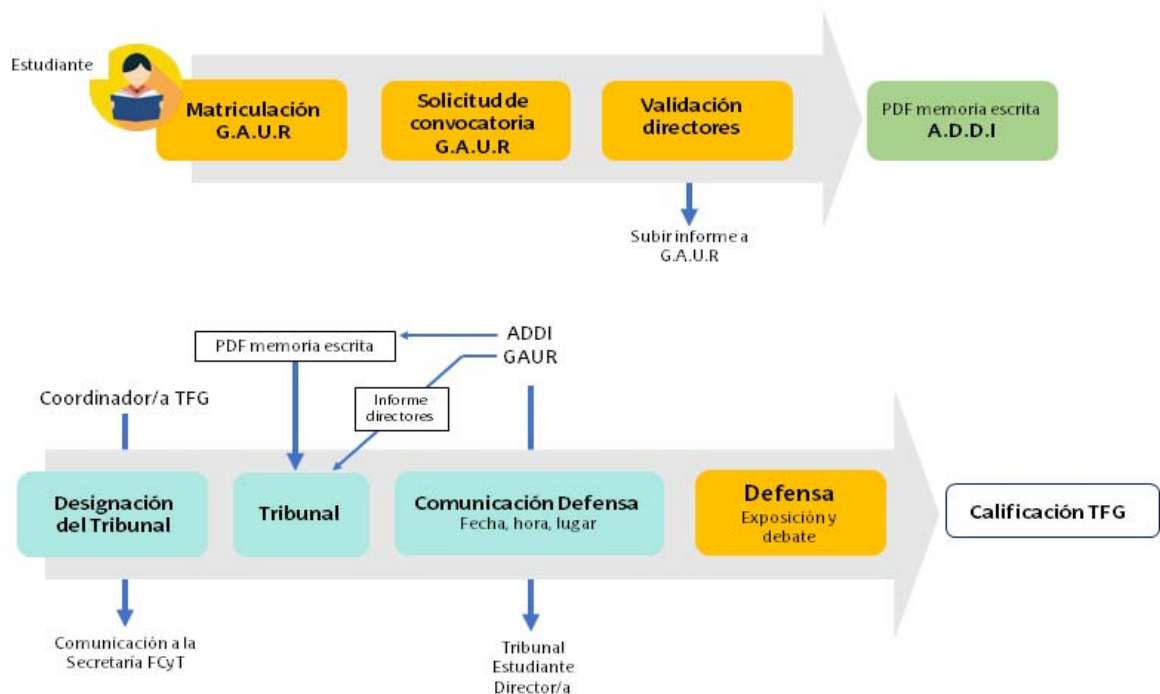 Estudiante
Matriculación
G.A.U.R
Solicitud de
convocatoria
G.A.U.R
Validación
directores
PDF memoria escrita
A.D.D.I
Subir informe a
G.A.U.R
ADDI
GAUR
PDF memoria escrita
Informe
directores
Coordinador/a TFG
Designación
del Tribunal
Tribunal
Comunicación Defensa
Fecha, hora, lugar
Defensa
Exposición y
debate
Calificación TFG
Comunicación a la
Secretaría FCyT
Tribunal
Estudiante
Director/a